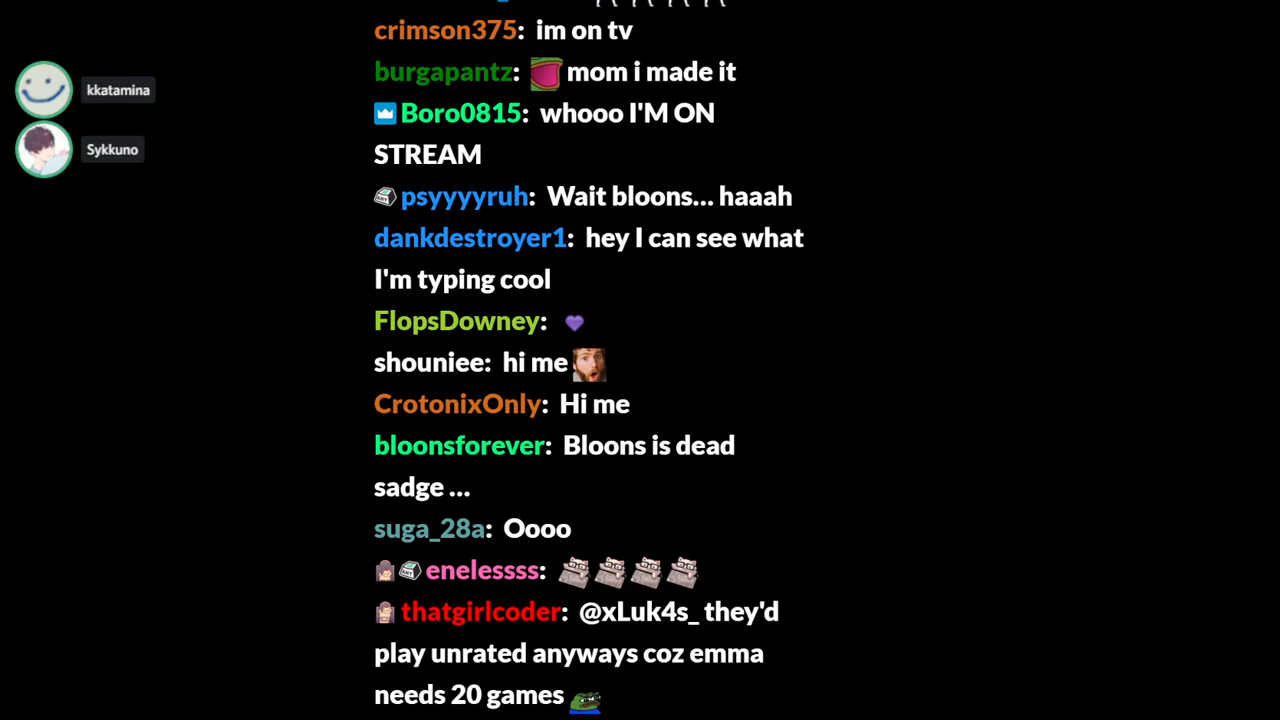 crimson375: im on tv
burgapantz: mom i made it
kkatamina
Boro0815: whooo I'M ON
STREAM
Sykkuno
psyyyyruh: Wait bloons... haaah
dankdestroyer1: hey I can see what
I'm typing cool
FlopsDowney:
shouniee: hi me
CrotonixOnly: Hi me
bloonsforever: Bloons is dead
sadge ...
suga_28a: Oooo
enelessss:
thatgirlcoder: @xLuk4s_ they'd
play unrated anyways coz emma
needs 20 games